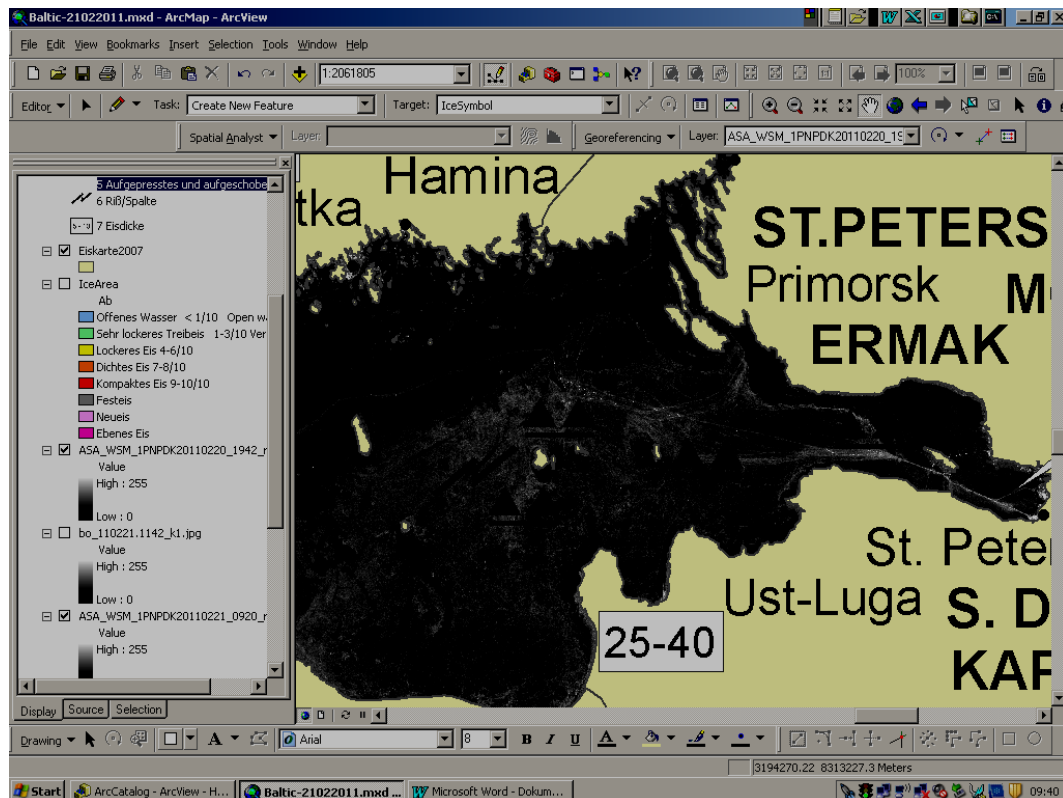 Baltic-21022011.mxd - ArcMap - ArcView
File Edit View Bookmarks Insert Selection Tools Window Help
1:2061805
100%
Editor Task: Create New Feature Target: IceSymbol
Spatial Analyst Layer: Georeferencing Layer: ASA_WSM_1PNPDK20110220_19
5 Aufgepresstes und aufgeschobe
6 Riß/Spalte
7 Eisdicke
Eiskarte2007
IceArea
Ab
Offenes Wasser < 1/10 Open w
Sehr lockeres Treibeis 1-3/10 Ver
Lockeres Eis 4-6/10
Dichtes Eis 7-8/10
Kompaktes Eis 9-10/10
Festeis
Neueis
Ebenes Eis
ASA_WSM_1PNPDK20110220_1942_r
Value
High : 255
Low : 0
bo_110221.1142_k1.jpg
Value
High : 255
Low : 0
ASA_WSM_1PNPDK20110221_0920_r
Value
High : 255
Display Source Selection
Hamina
tka
ST.PETERS
Primorsk M
ERMAK
St. Pete
Ust-Luga S. D
25-40
KAP
Drawing A Arial 8 B I U A
3194270.22 8313227.3 Meters
Start ArcCatalog - ArcView - H... Baltic-21022011.mxd ... Microsoft Word - Dokum... 09:40